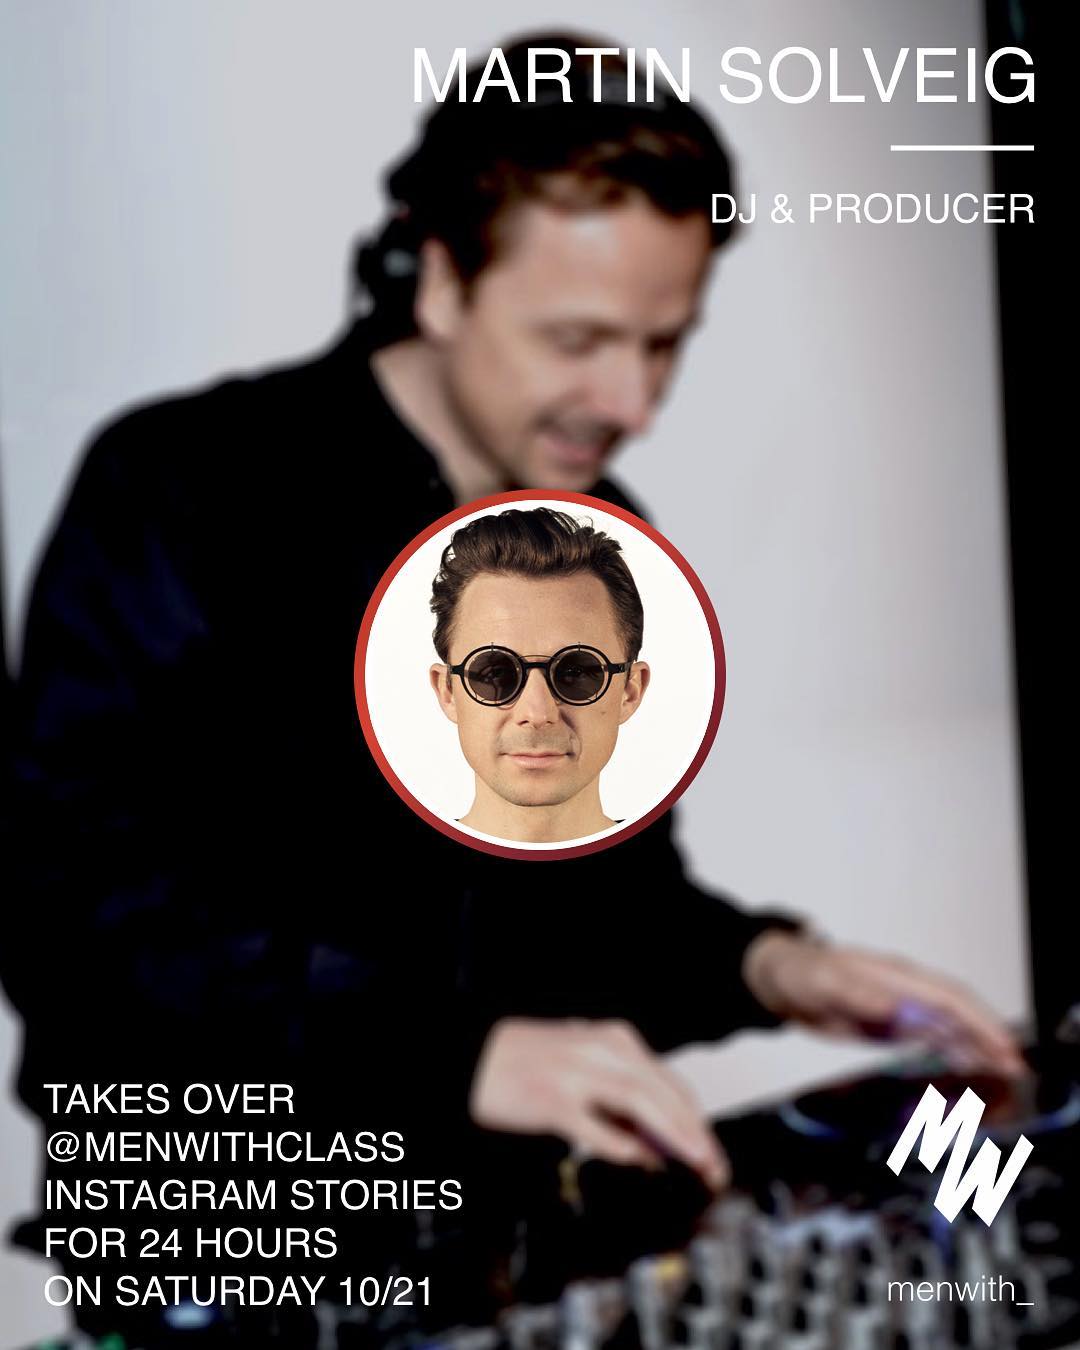 MARTIN SOLVEIG
DJ & PRODUCER
TAKES OVER
@MENWITHCLASS
INSTAGRAM STORIES
FOR 24 HOURS
ON SATURDAY 10/21
MW
menwith_